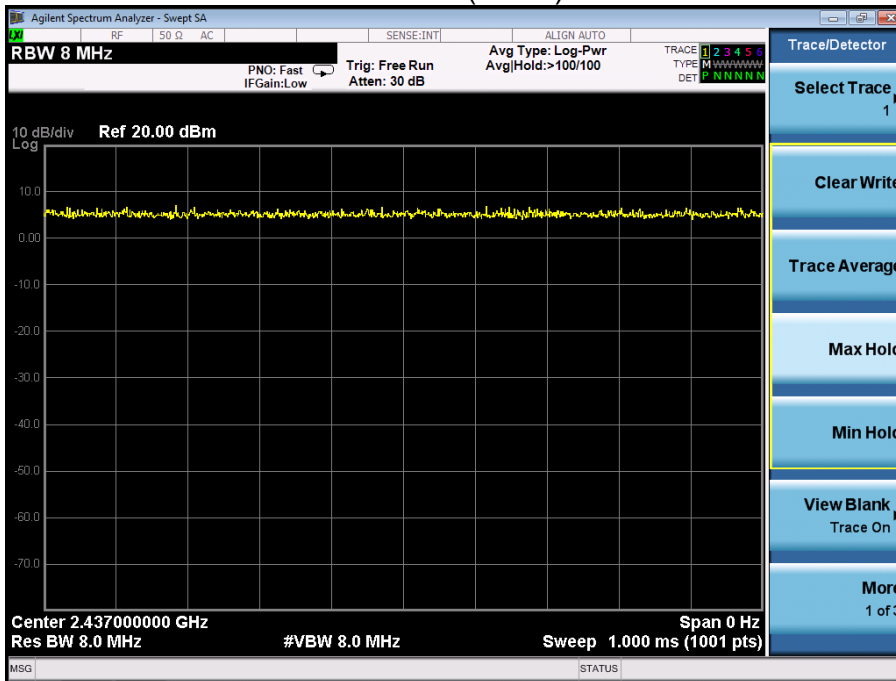 Agilent Spectrum Analyzer - Swept SA
LXI RF 50 Ω AC SENSE:INT ALIGN AUTO
RBW 8 MHz
PNO: Fast
IFGain:Low
Trig: Free Run
Atten: 30 dB
Avg Type: Log-Pwr
Avg|Hold:>100/100
TRACE 1 2 3 4 5 6
TYPE M WWWWW
DET P N N N N N
10 dB/div Ref 20.00 dBm
Log
10.0
0.00
-10.0
-20.0
-30.0
-40.0
-50.0
-60.0
-70.0
Center 2.437000000 GHz Span 0 Hz
Res BW 8.0 MHz #VBW 8.0 MHz Sweep 1.000 ms (1001 pts)
MSG STATUS
Trace/Detector
Select Trace
1
Clear Write
Trace Average
Max Hold
Min Hold
View Blank
Trace On
More
1 of 3